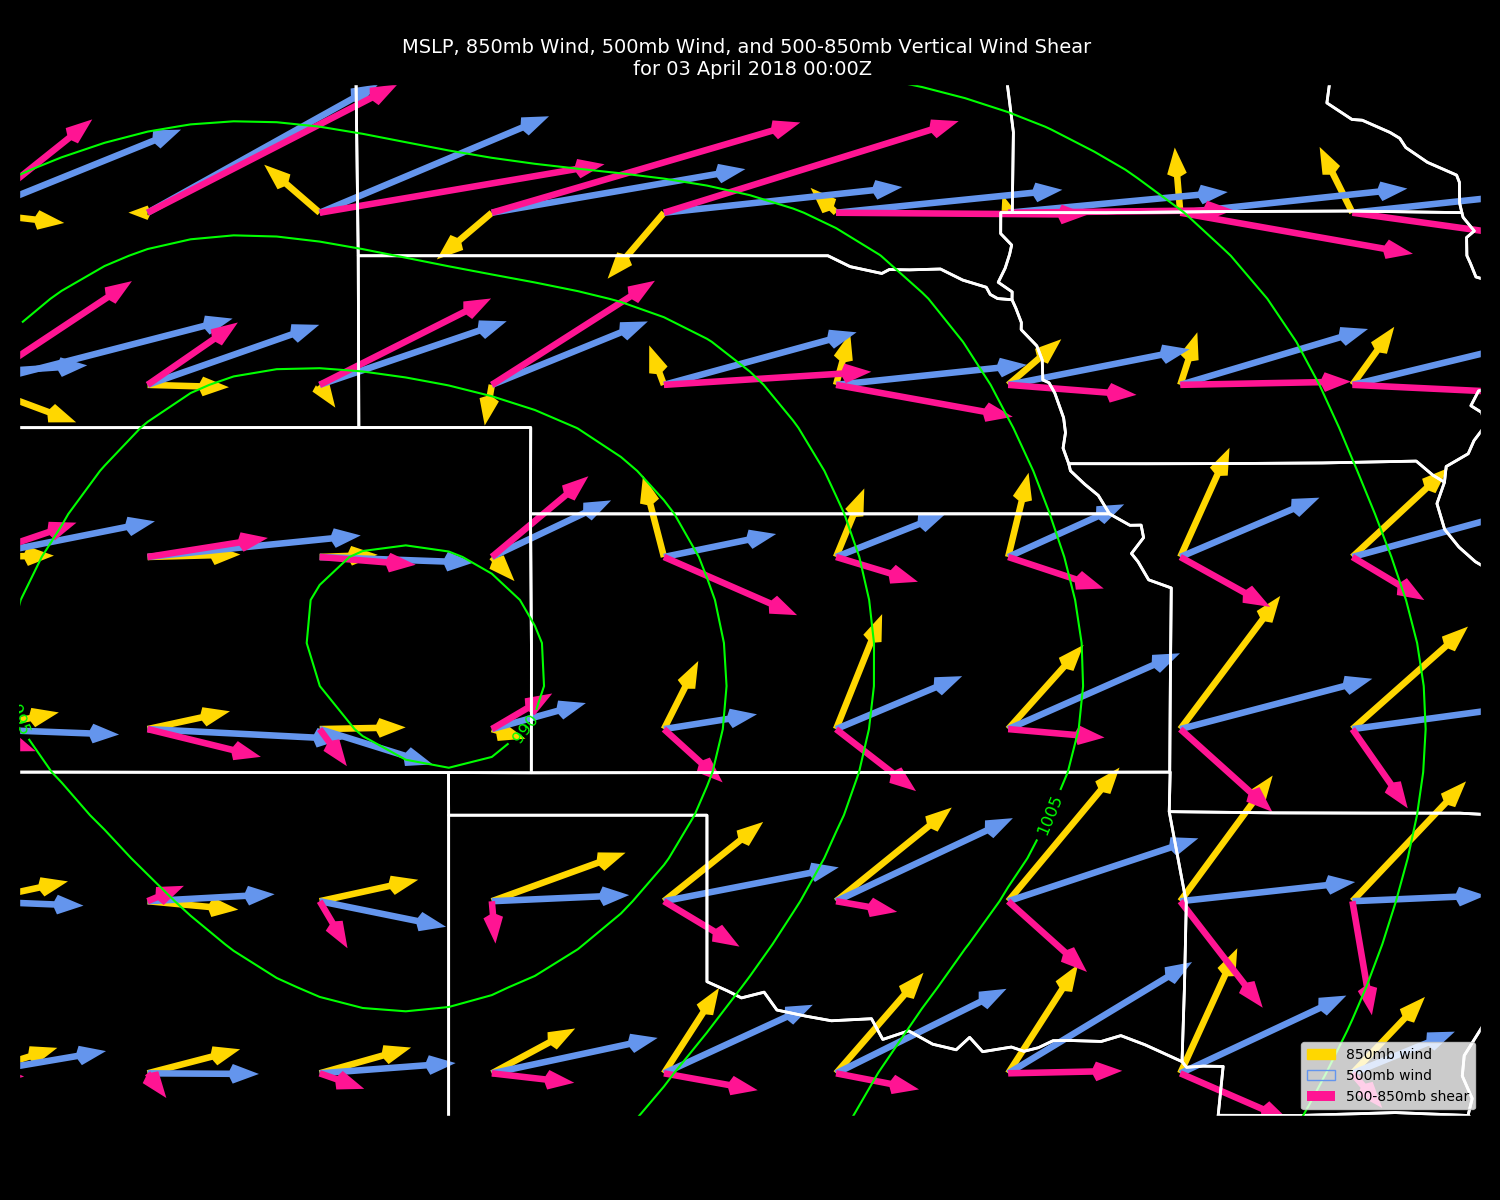 MSLP, 850mb Wind, 500mb Wind, and 500-850mb Vertical Wind Shear
for 03 April 2018 00:00Z
990
1005
850mb wind
500mb wind
500-850mb shear